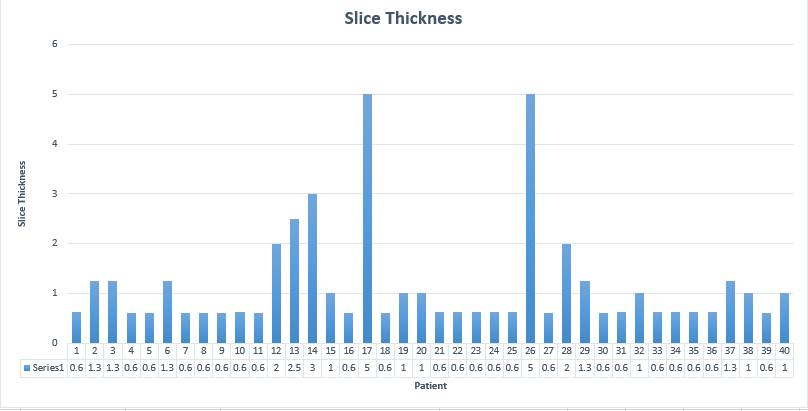 Slice Thickness
6
5
4
3
2
1
0
Slice Thickness
1 2 3 4 5 6 7 8 9 10 11 12 13 14 15 16 17 18 19 20 21 22 23 24 25 26 27 28 29 30 31 32 33 34 35 36 37 38 39 40
Series1 0.6 1.3 1.3 0.6 0.6 1.3 0.6 0.6 0.6 0.6 0.6 2 2.5 3 1 0.6 5 0.6 1 1 0.6 0.6 0.6 0.6 0.6 5 0.6 2 1.3 0.6 0.6 1 0.6 0.6 0.6 0.6 1.3 1 0.6 1
Patient